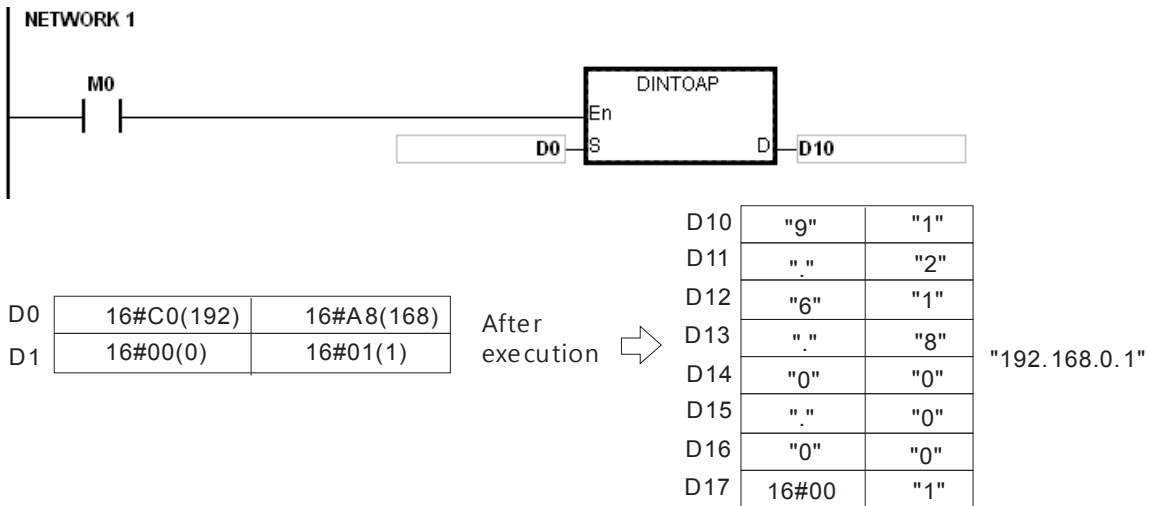 NETWORK 1
M0
DINTOAP
En
D0 S D D10
D0 16#C0(192) 16#A8(168)
D1 16#00(0) 16#01(1)
After
execution
D10 "9" "1"
D11 "." "2"
D12 "6" "1"
D13 "." "8"
D14 "0" "0"
D15 "." "0"
D16 "0" "0"
D17 16#00 "1"
"192.168.0.1"